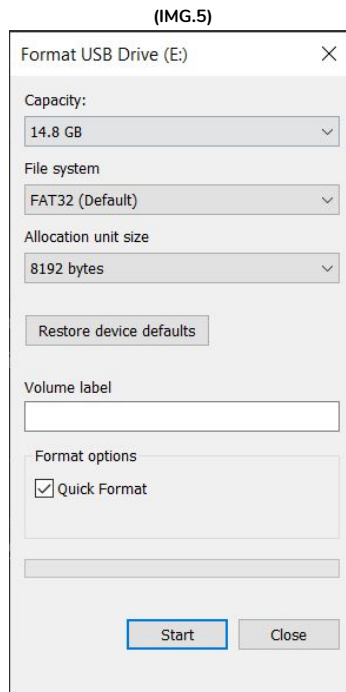 (IMG.5)
Format USB Drive (E:)
Capacity:
14.8 GB
File system
FAT32 (Default)
Allocation unit size
8192 bytes
Restore device defaults
Volume label
Format options
Quick Format
Start
Close